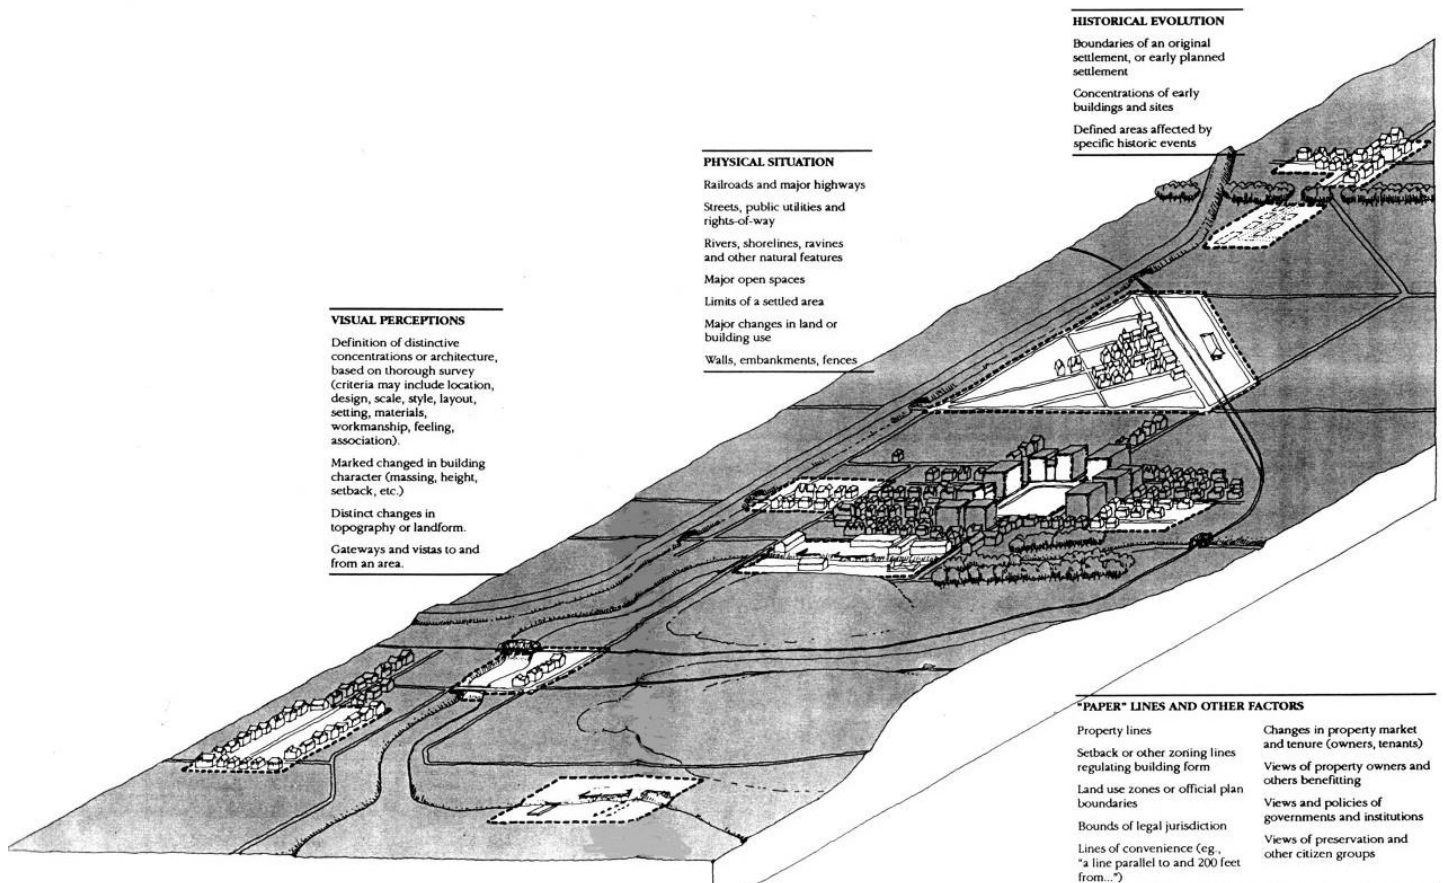 HISTORICAL EVOLUTION
Boundaries of an original
settlement, or early planned
settlement
Concentrations of early
buildings and sites
Defined areas affected by
specific historic events
PHYSICAL SITUATION
Railroads and major highways
Streets, public utilities and
rights-of-way
Rivers, shorelines, ravines
and other natural features
Major open spaces
Limits of a settled area
Major changes in land or
building use
Walls, embankments, fences
VISUAL PERCEPTIONS
Definition of distinctive
concentrations or architecture,
based on thorough survey
(criteria may include location,
design, scale, style, layout,
setting, materials,
workmanship, feeling,
association).
Marked changed in building
character (massing, height,
setback, etc.)
Distinct changes in
topography or landform.
Gateways and vistas to and
from an area.
"PAPER" LINES AND OTHER FACTORS
Property lines
Setback or other zoning lines
regulating building form
Land use zones or official plan
boundaries
Bounds of legal jurisdiction
Lines of convenience (eg.,
"a line parallel to and 200 feet
from...")
Changes in property market
and tenure (owners, tenants)
Views of property owners and
others benefitting
Views and policies of
governments and institutions
Views of preservation and
other citizen groups